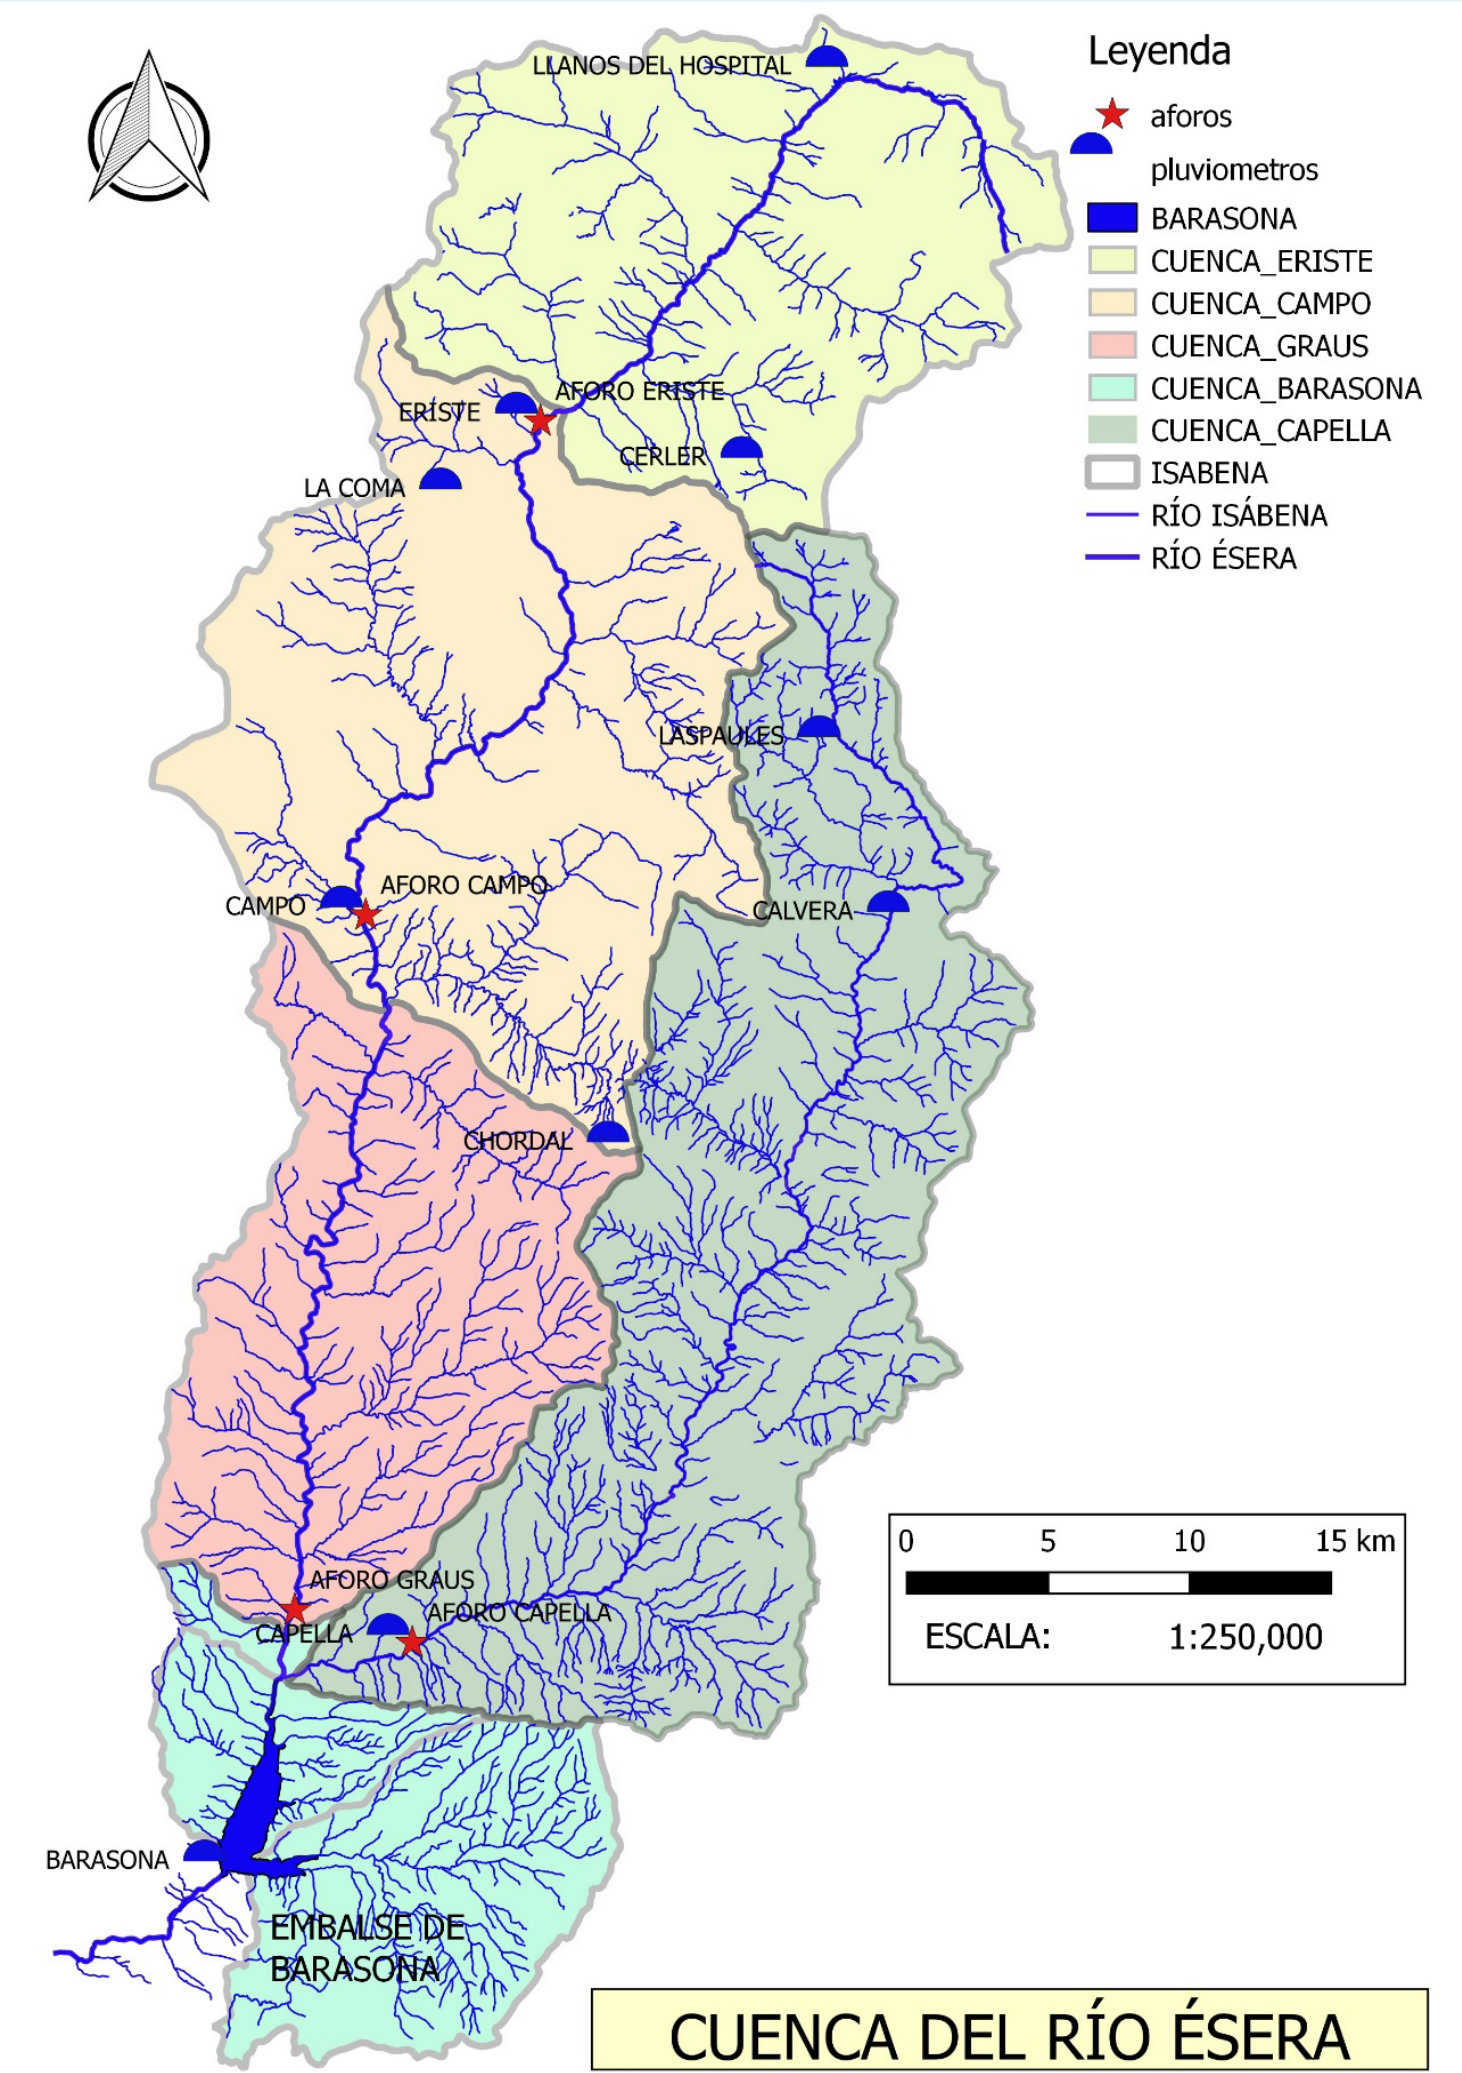 LLANOS DEL HOSPITAL
Leyenda
aforos
pluviometros
BARASONA
CUENCA_ERISTE
CUENCA_CAMPO
CUENCA_GRAUS
CUENCA_BARASONA
CUENCA_CAPELLA
ISABENA
RÍO ISÁBENA
RÍO ÉSERA
AFORO ERISTE
ERISTE
CERLER
LA COMA
LASPAULES
AFORO CAMPO
CAMPO
CALVERA
CHORDAL
0 5 10 15 km
ESCALA: 1:250,000
AFORO GRAUS
AFORO CAPELLA
CAPELLA
BARASONA
EMBALSE DE
BARASONA
CUENCA DEL RÍO ÉSERA